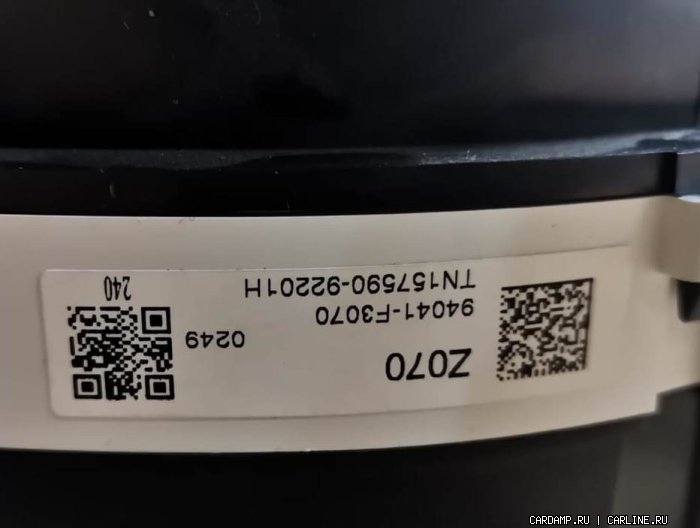 Z070
94041-F3070
0249
TN157590-92201H
240
CARDAMP.RU | CARLINE.RU